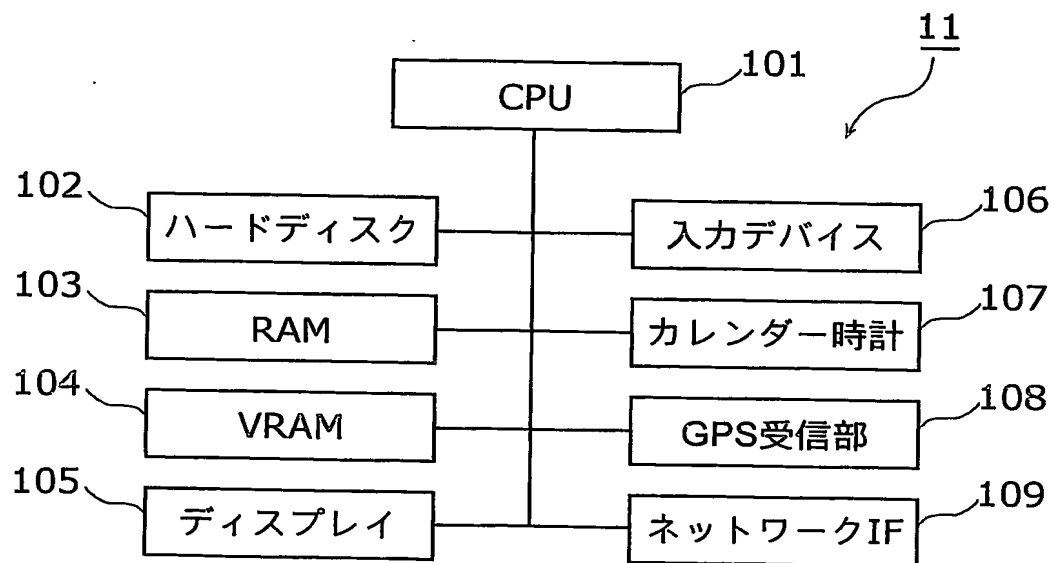 11
CPU
101
102
ハードディスク
入力デバイス
106
103
RAM
カレンダー時計
107
104
VRAM
GPS受信部
108
105
ディスプレイ
ネットワークIF
109